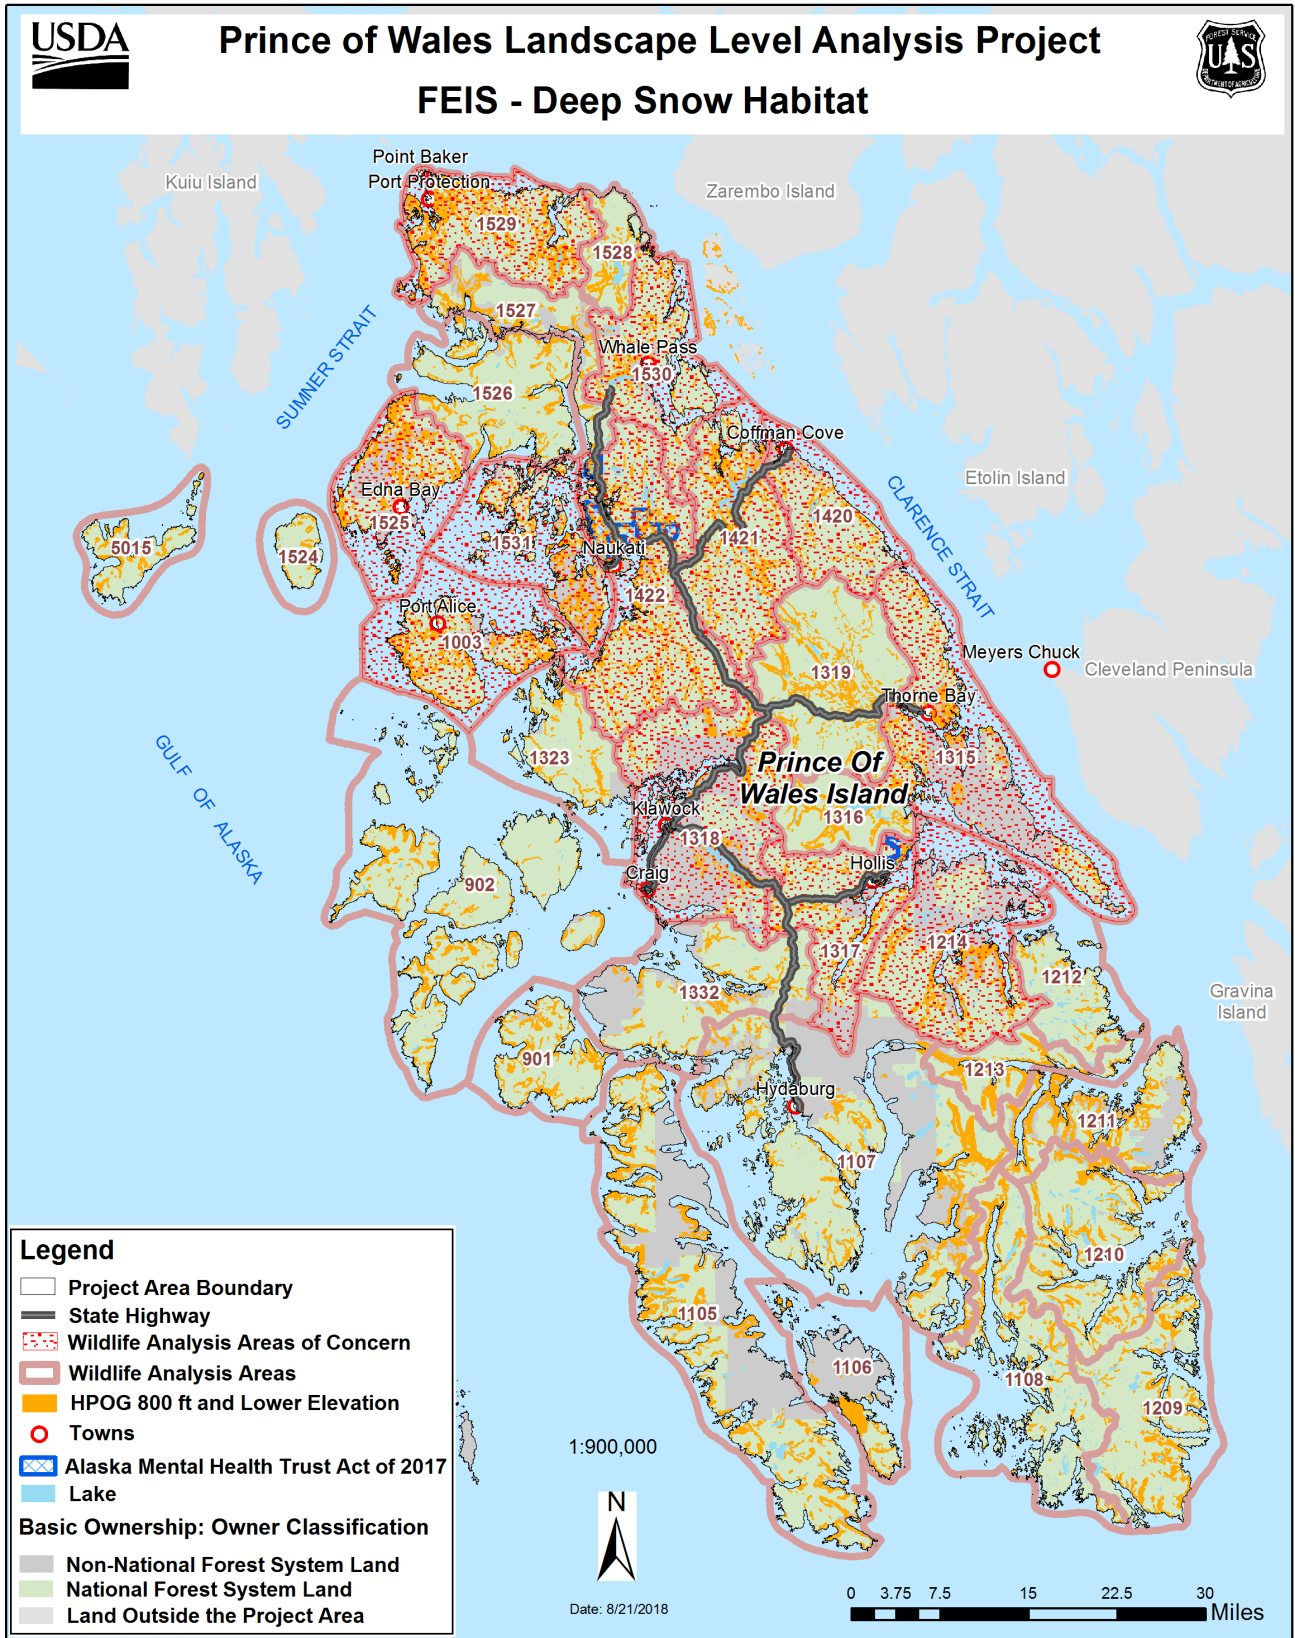 USDA
Prince of Wales Landscape Level Analysis Project
FEIS - Deep Snow Habitat
FOREST SERVICE
U S
DEPARTMENT OF AGRICULTURE
Point Baker
Port Protection
Kuiu Island
Zarembo Island
1529
1528
1527
SUMNER STRAIT
Whale Pass
1530
1526
Coffman Cove
Etolin Island
CLARENCE STRAIT
Edna Bay
1525
1420
5015
1524
1531
1421
Naukati
1422
Port Alice
1003
Meyers Chuck
Cleveland Peninsula
1319
Thorne Bay
GULF OF ALASKA
1323
Prince Of
Wales Island
1315
Klawock
1316
1318
Hollis
Craig
902
1317
1214
1212
1332
Gravina
Island
901
1213
Hydaburg
1211
1107
1210
1105
1106
1108
1209
Legend
Project Area Boundary
State Highway
Wildlife Analysis Areas of Concern
Wildlife Analysis Areas
HPOG 800 ft and Lower Elevation
Towns
Alaska Mental Health Trust Act of 2017
Lake
Basic Ownership: Owner Classification
Non-National Forest System Land
National Forest System Land
Land Outside the Project Area
1:900,000
N
Date: 8/21/2018
0 3.75 7.5 15 22.5 30
Miles